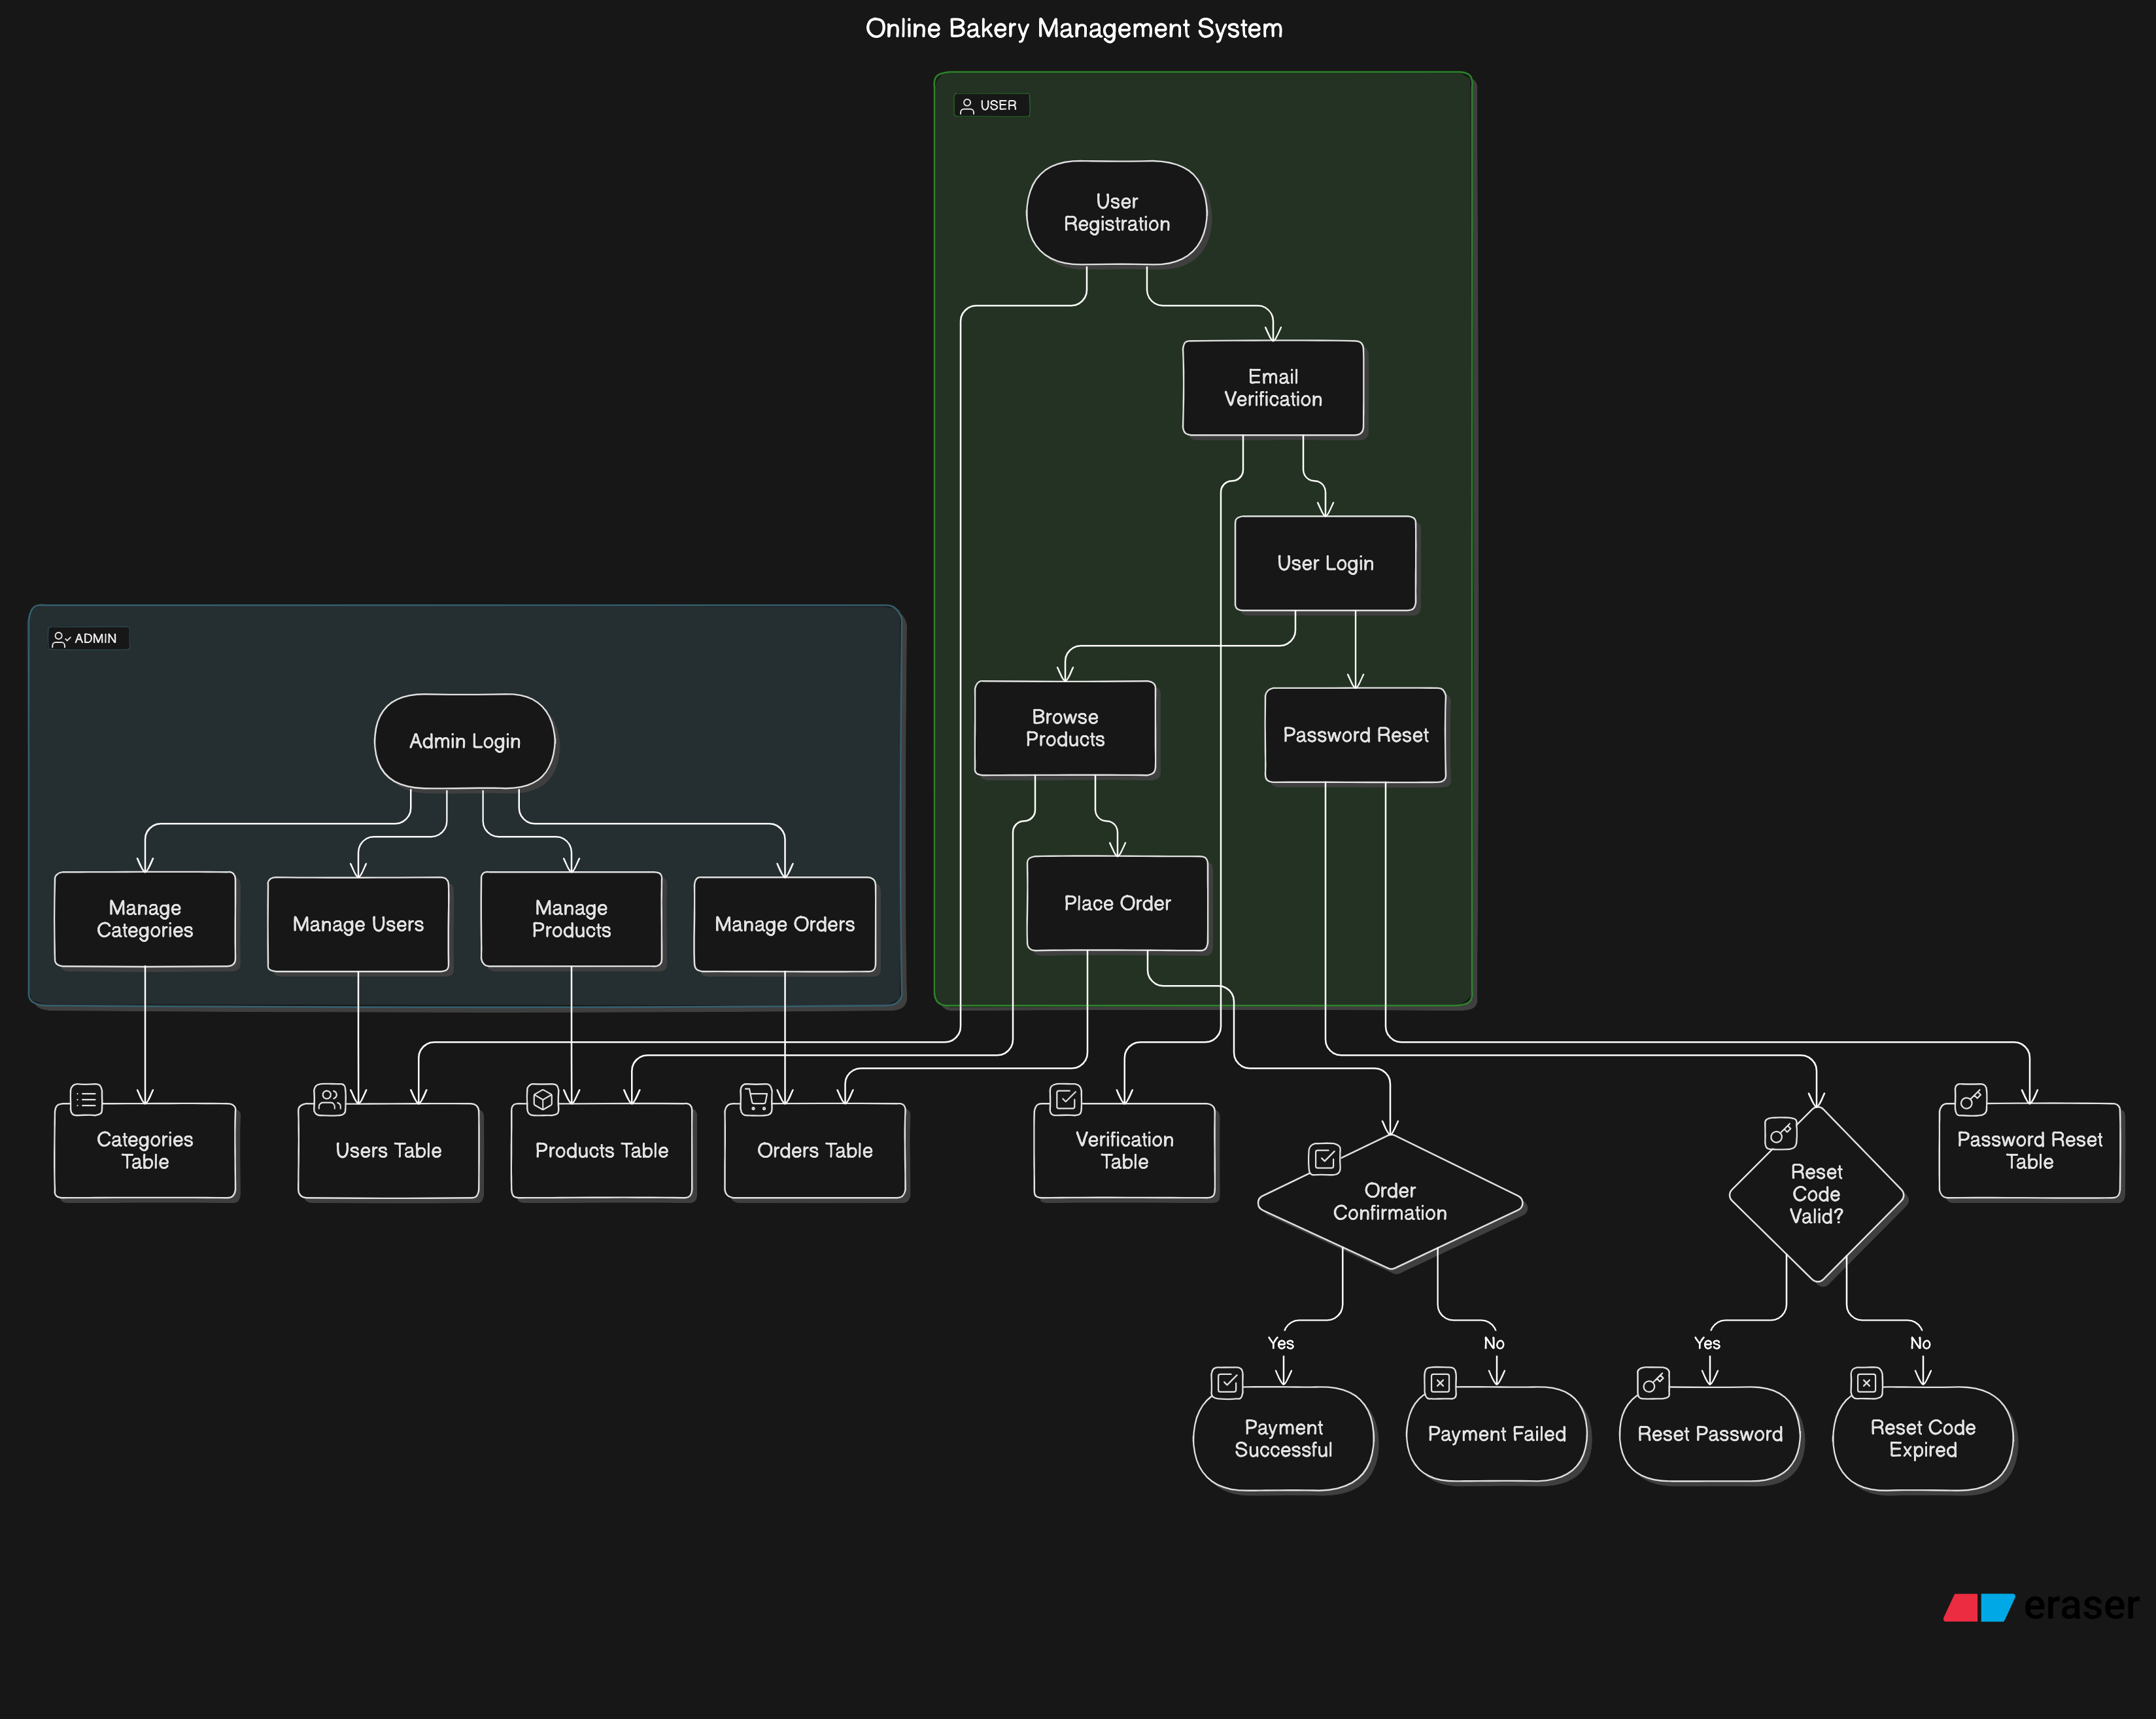 Online Bakery Management System
USER
User
Registration
Email
Verification
User Login
ADMIN
Browse
Products
Password Reset
Admin Login
Place Order
Manage
Categories
Manage Users
Manage
Products
Manage Orders
Categories
Table
Users Table
Products Table
Orders Table
Verification
Table
Order
Confirmation
Reset
Code
Valid?
Password Reset
Table
Yes
No
Yes
No
Payment
Successful
Payment Failed
Reset Password
Reset Code
Expired
eraser